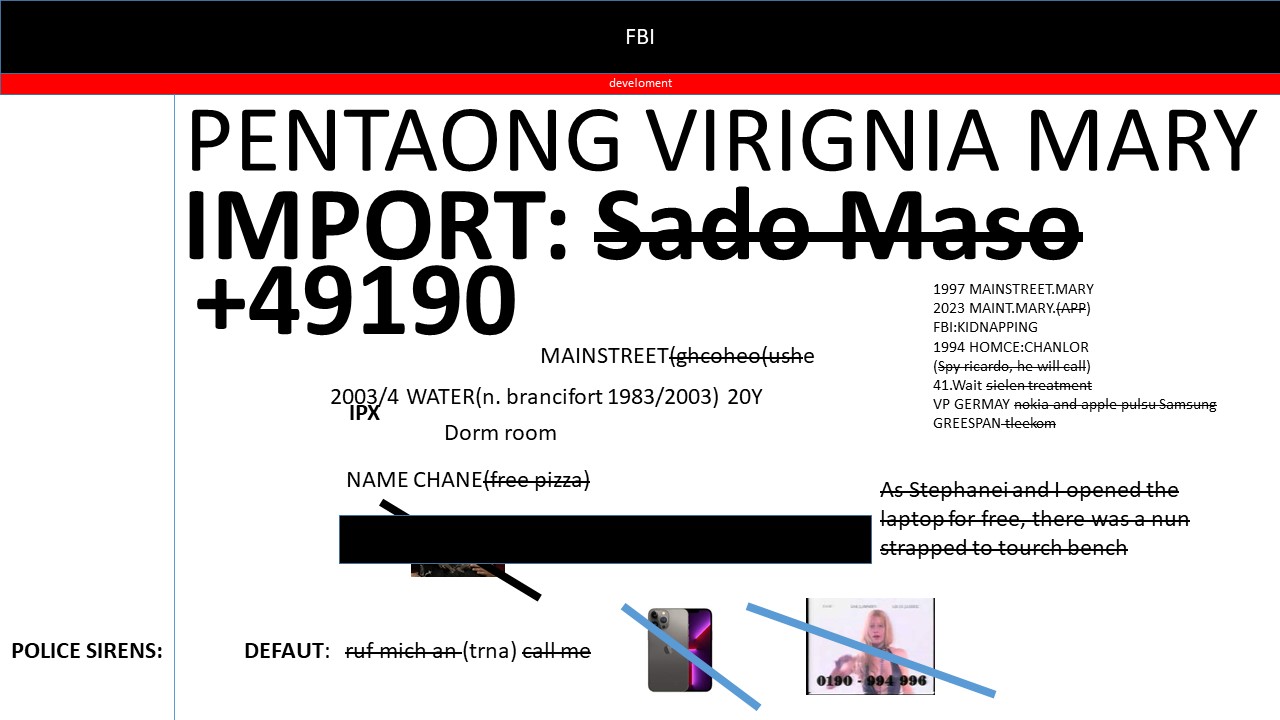 FBI
develoment
PENTAONG VIRIGNIA MARY
IMPORT: Sado Maso
+49190
1997 MAINSTREET.MARY
2023 MAINT.MARY.(APP)
FBI:KIDNAPPING
1994 HOMCE:CHANLOR
(Spy ricardo, he will call)
41.Wait sielen treatment
VP GERMAY nokia and apple pulsu Samsung
GREESPAN tleekom
MAINSTREET(ghcoheo(ushe
2003/4 WATER(n. brancifort 1983/2003) 20Y
IPX
Dorm room
NAME CHANE(free pizza)
As Stephanei and I opened the
laptop for free, there was a nun
strapped to tourch bench
POLICE SIRENS:
DEFAUT: ruf mich an (trna) call me
0190 - 994 996